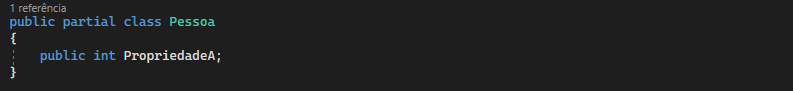 1 referência
public partial class Pessoa
{
    public int PropriedadeA;
}